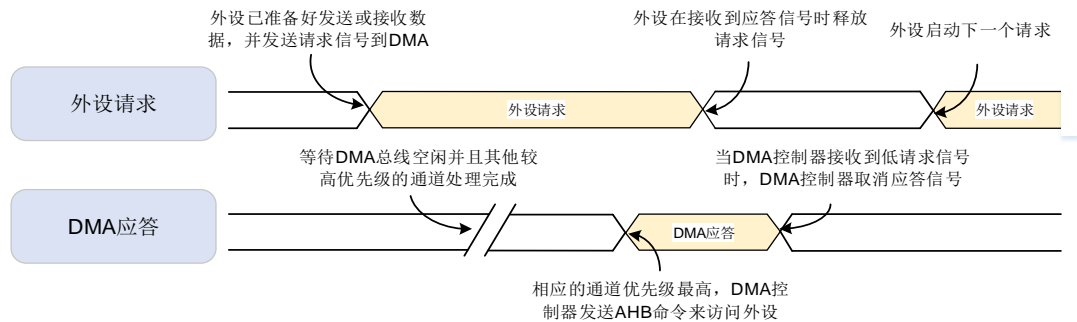 外设已准备好发送或接收数
据，并发送请求信号到DMA
外设在接收到应答信号时释放
请求信号
外设启动下一个请求
外设请求
外设请求
外设请求
等待DMA总线空闲并且其他较
高优先级的通道处理完成
当DMA控制器接收到低请求信号
时，DMA控制器取消应答信号
DMA应答
DMA应答
相应的通道优先级最高，DMA控
制器发送AHB命令来访问外设